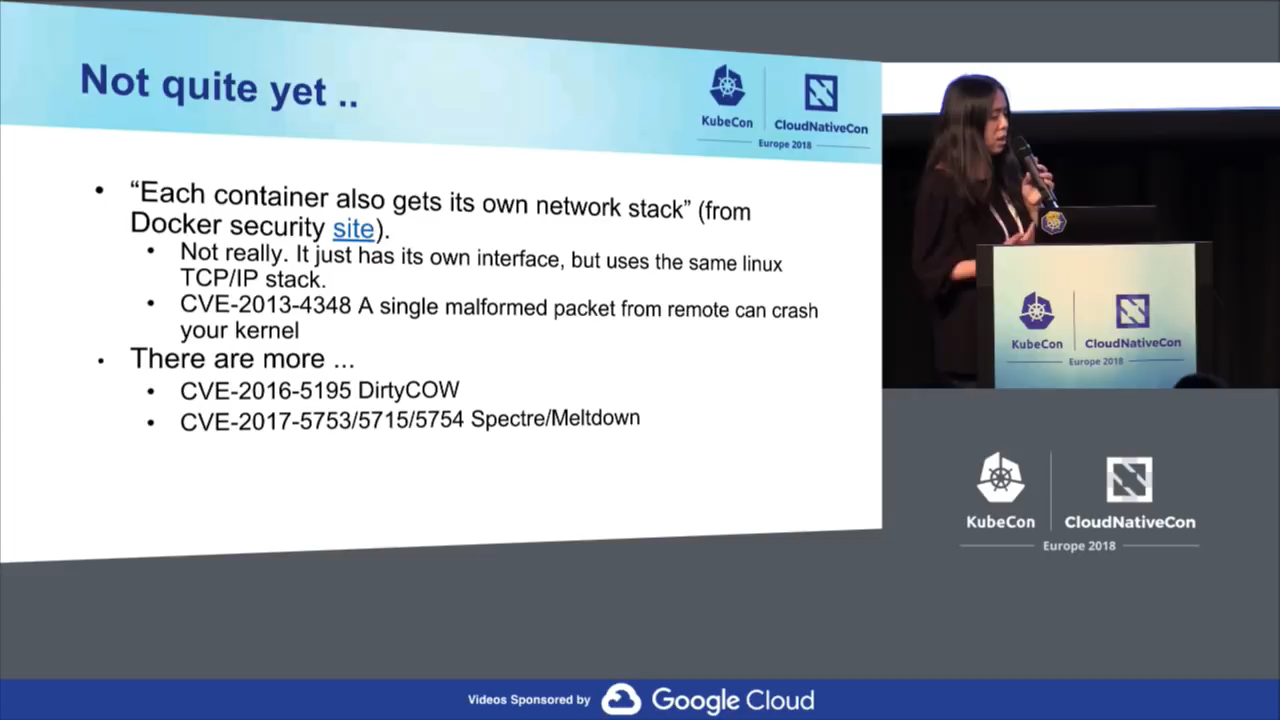 Not quite yet ..
KubeCon
CloudNativeCon
Europe 2018
• “Each container also gets its own network stack” (from
Docker security site).
• Not really. It just has its own interface, but uses the same linux
TCP/IP stack.
• CVE-2013-4348 A single malformed packet from remote can crash
your kernel
• There are more ...
• CVE-2016-5195 DirtyCOW
• CVE-2017-5753/5715/5754 Spectre/Meltdown
KubeCon
CloudNativeCon
Europe 2018
KubeCon
CloudNativeCon
Europe 2018
Videos Sponsored by Google Cloud